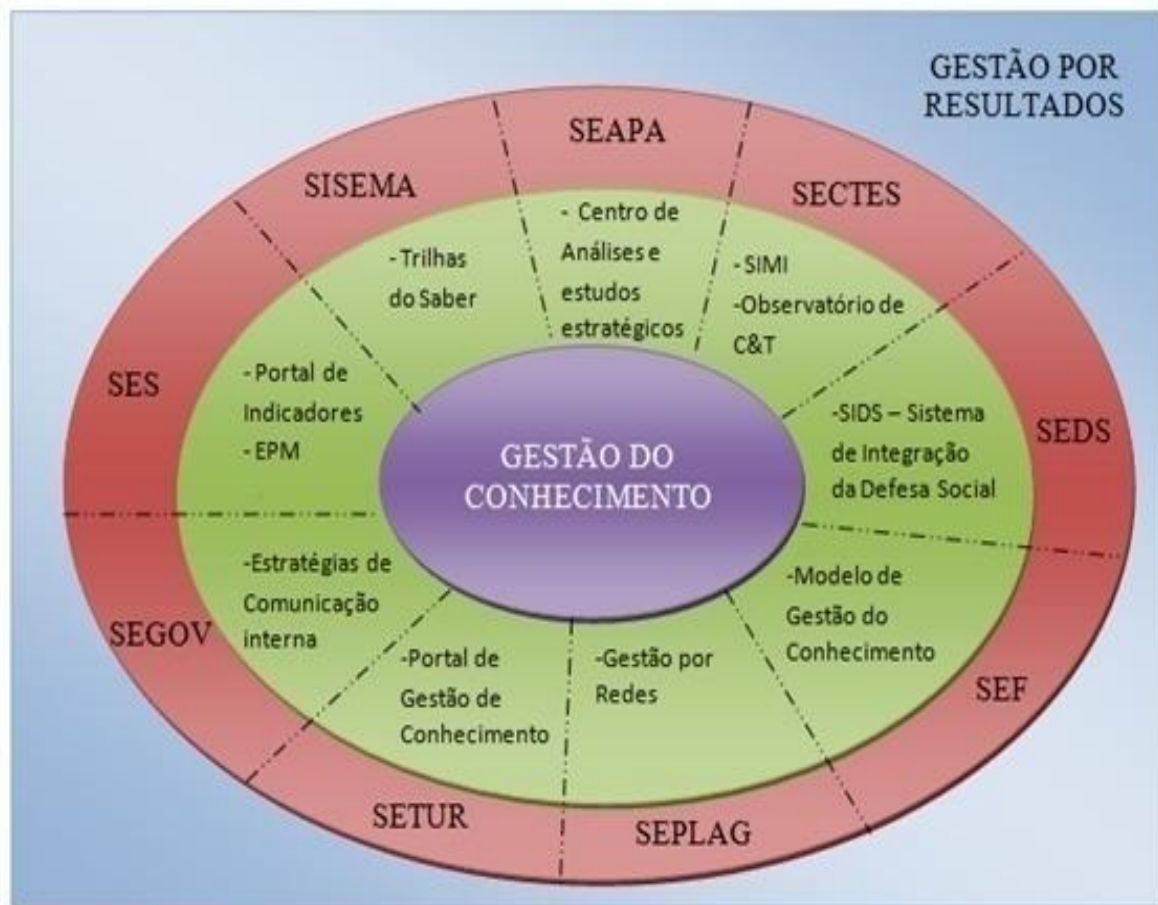 GESTÃO POR
RESULTADOS
SEAPA
SISEMA
SECTES
- Centro de
Análises e
estudos
estratégicos
- Trilhas
do Saber
- SIMI
-Observatório de
C&T
SES
- Portal de
Indicadores
- EPM
SEDS
-SIDS – Sistema
de Integração
da Defesa Social
GESTÃO DO
CONHECIMENTO
-Estratégias de
Comunicação
interna
SEGOV
-Modelo de
Gestão do
Conhecimento
SEF
-Portal de
Gestão de
Conhecimento
-Gestão por
Redes
SETUR
SEPLAG